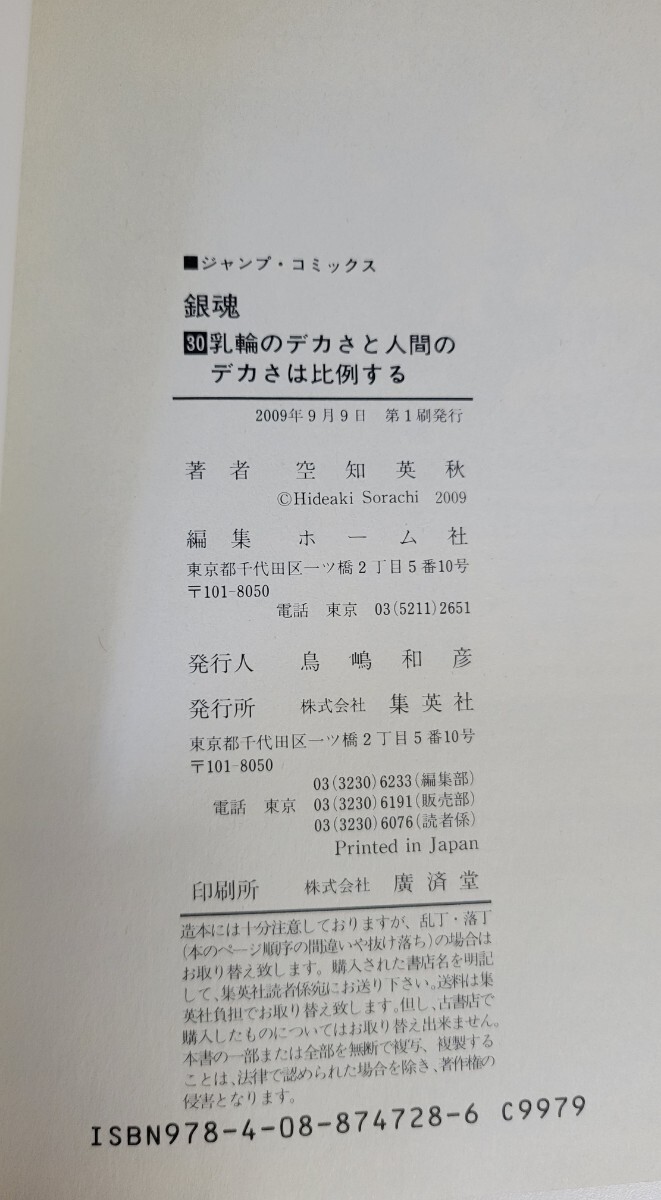 ■ジャンプ・コミックス
銀魂
30乳輪のデカさと人間の
デカさは比例する
2009年9月9日 第1刷発行
著者 空知英秋
©Hideaki Sorachi 2009
編集 ホーム社
東京都千代田区一ツ橋2丁目5番10号
〒101-8050
電話 東京 03(5211)2651
発行人 鳥嶋和彦
発行所 株式会社 集英社
東京都千代田区一ツ橋2丁目5番10号
〒101-8050
03(3230)6233(編集部)
電話 東京 03(3230)6191(販売部)
03(3230)6076(読者係)
Printed in Japan
印刷所 株式会社 廣済堂
造本には十分注意しておりますが、乱丁・落丁
(本のページ順序の間違いや抜け落ち)の場合は
お取り替え致します。購入された書店名を明記
して、集英社読者係宛にお送り下さい。送料は集
英社負担でお取り替え致します。但し、古書店で
購入したものについてはお取り替え出来ません。
本書の一部または全部を無断で複写、複製する
ことは、法律で認められた場合を除き、著作権の
侵害となります。
ISBN978-4-08-874728-6 C9979